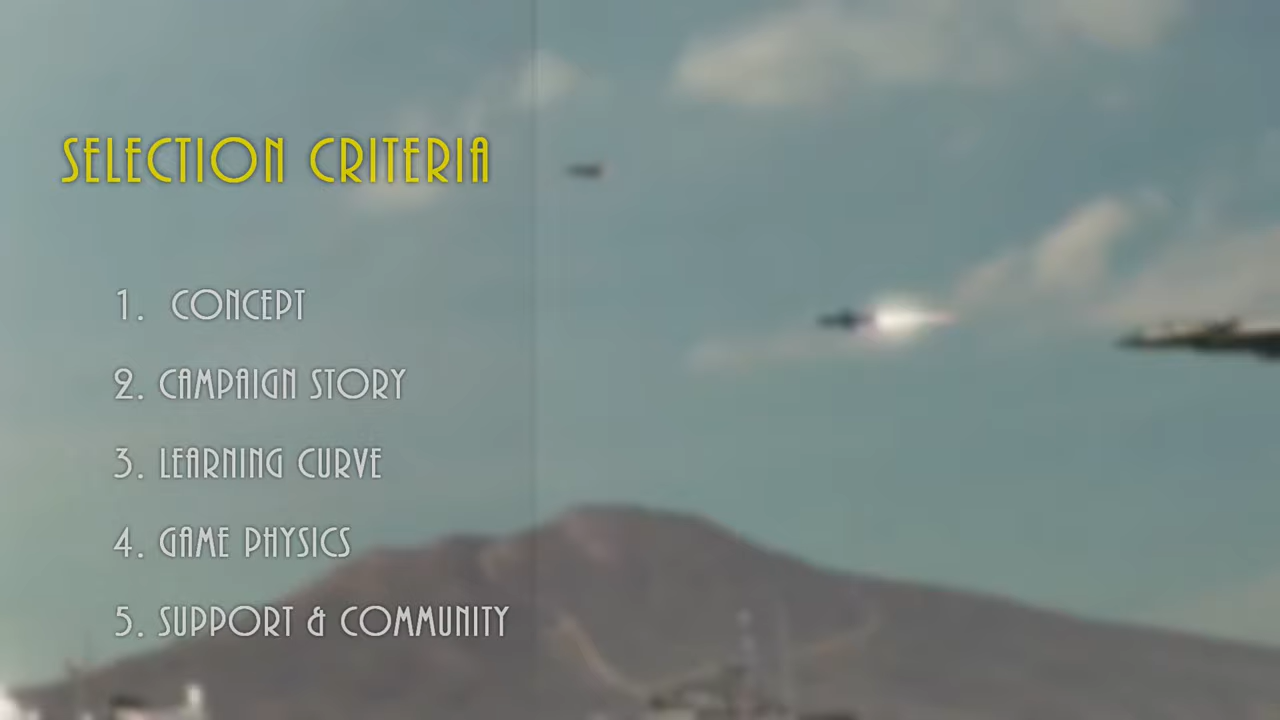 SELECTION CRITERIA
1. CONCEPT
2. CAMPAIGN STORY
3. LEARNING CURVE
4. GAME PHYSICS
5. SUPPORT & COMMUNITY